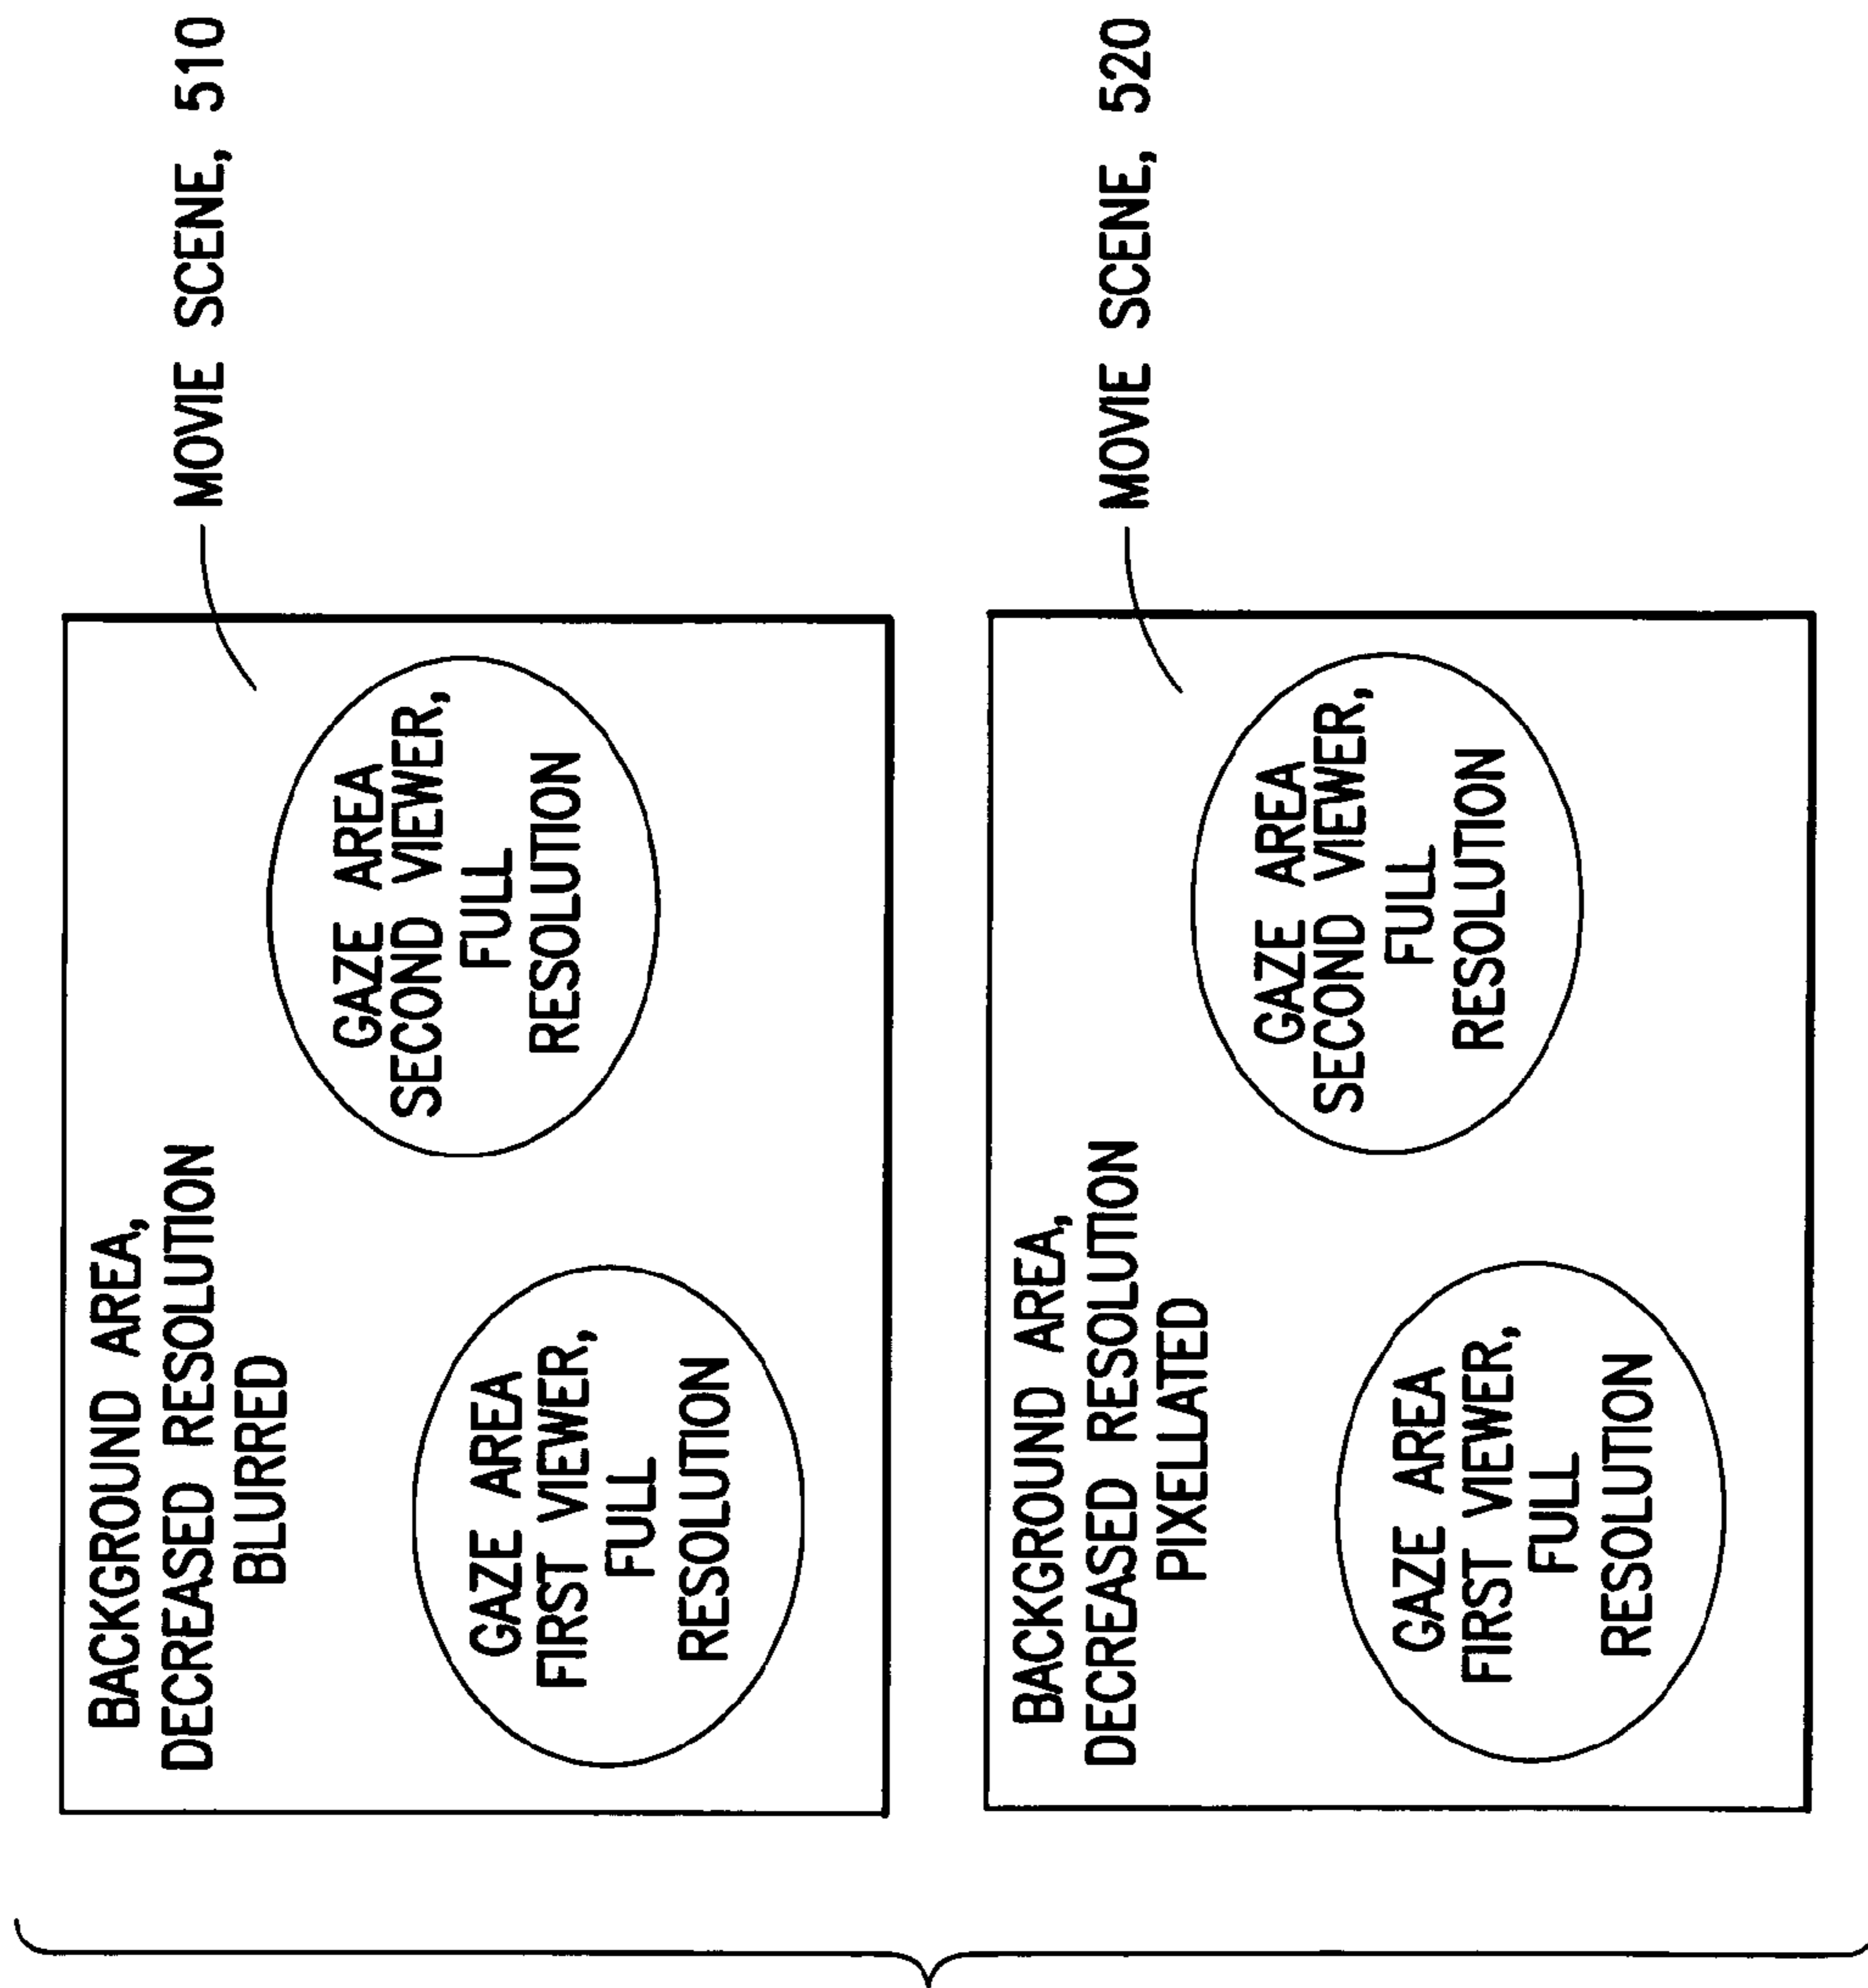 BACKGROUND AREA,
DECREASED RESOLUTION
BLURRED
GAZE AREA
FIRST VIEWER,
FULL
RESOLUTION
GAZE AREA
SECOND VIEWER,
FULL
RESOLUTION
MOVIE SCENE, 510
BACKGROUND AREA,
DECREASED RESOLUTION
PIXELLATED
GAZE AREA
FIRST VIEWER,
FULL
RESOLUTION
GAZE AREA
SECOND VIEWER,
FULL
RESOLUTION
MOVIE SCENE, 520